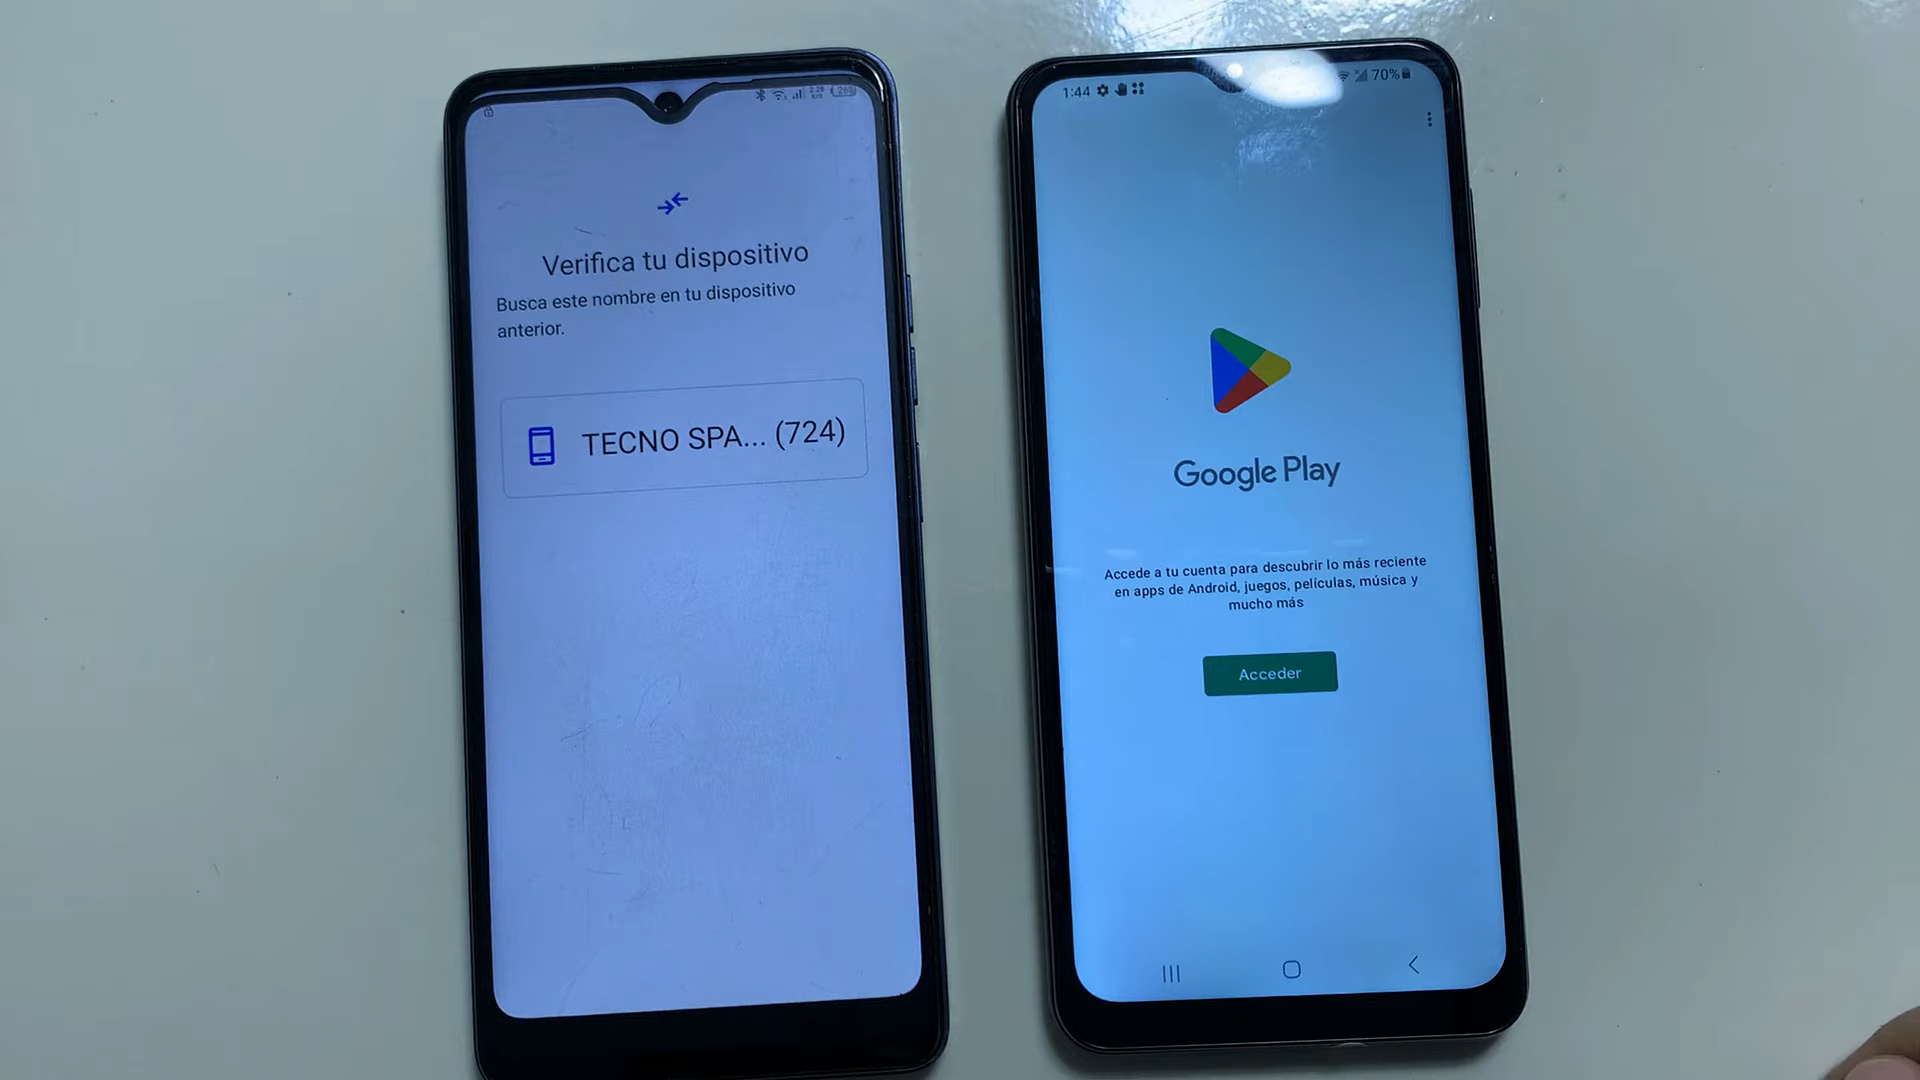 Verifica tu dispositivo
Busca este nombre en tu dispositivo
anterior.
TECNO SPA... (724)
1:44
70%
Google Play
Accede a tu cuenta para descubrir lo más reciente
en apps de Android, juegos, películas, música y
mucho más
Acceder